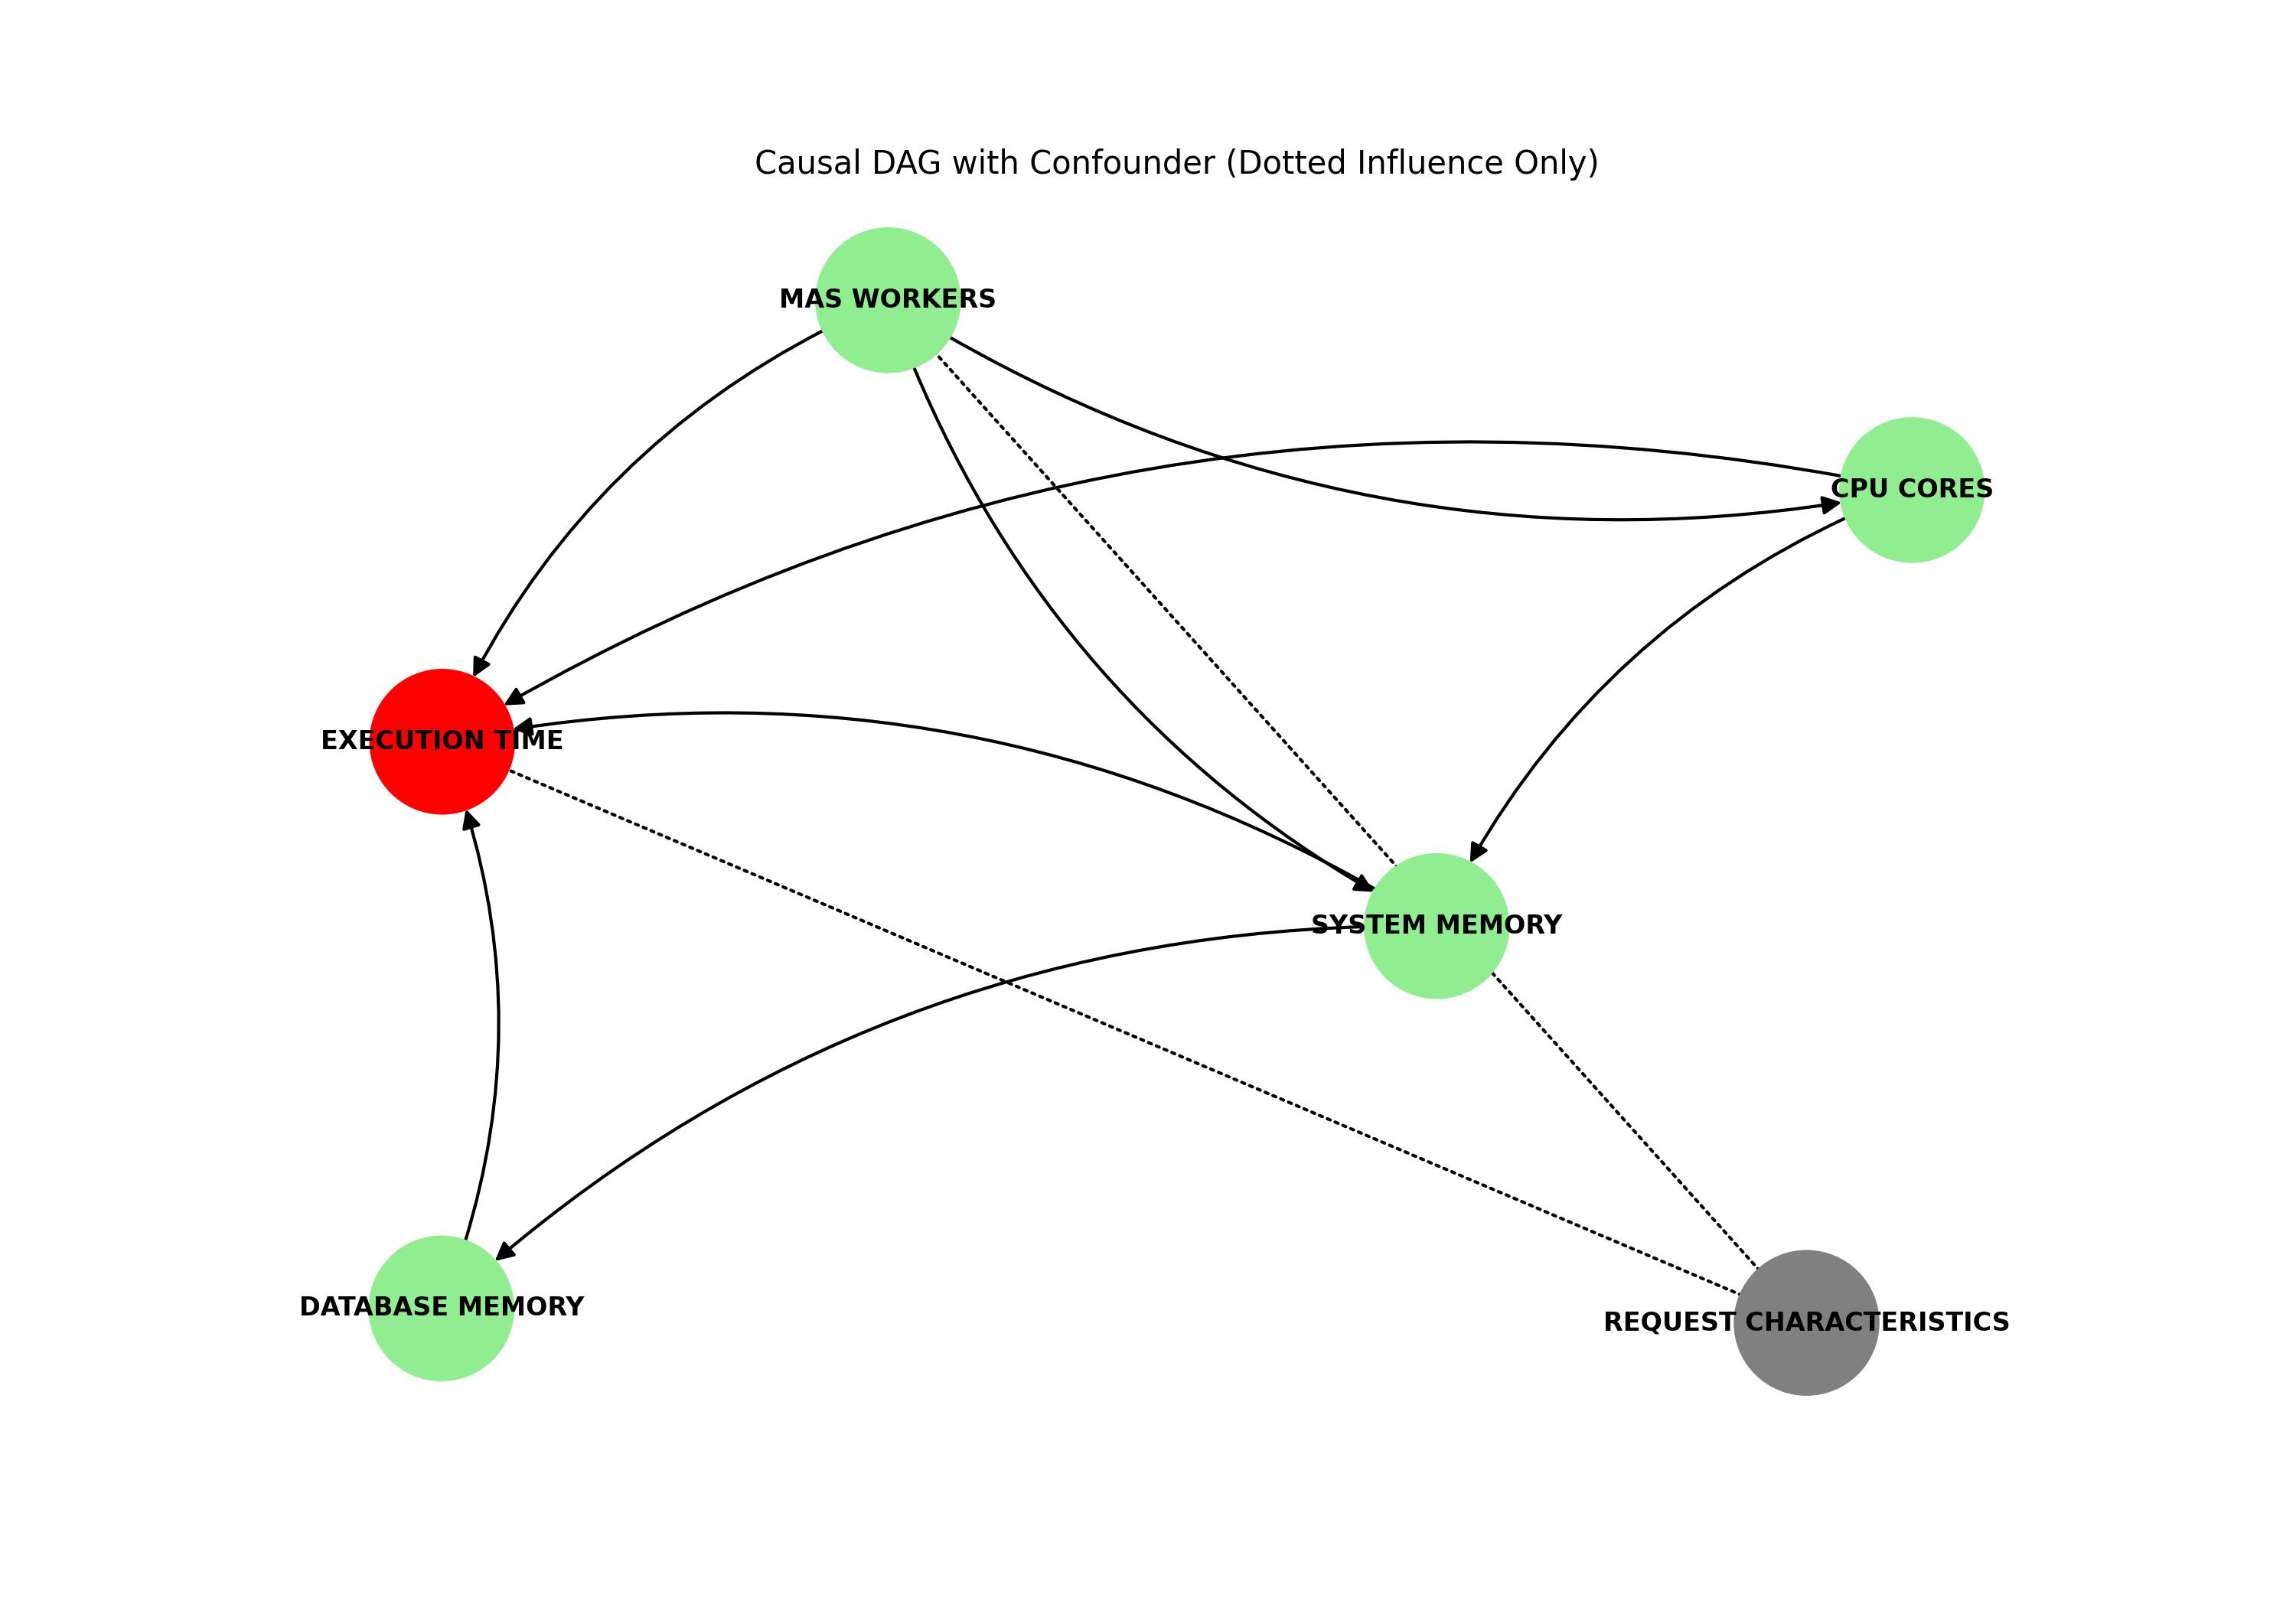 Causal DAG with Confounder (Dotted Influence Only)
MAS WORKERS
CPU CORES
EXECUTION TIME
SYSTEM MEMORY
DATABASE MEMORY
REQUEST CHARACTERISTICS